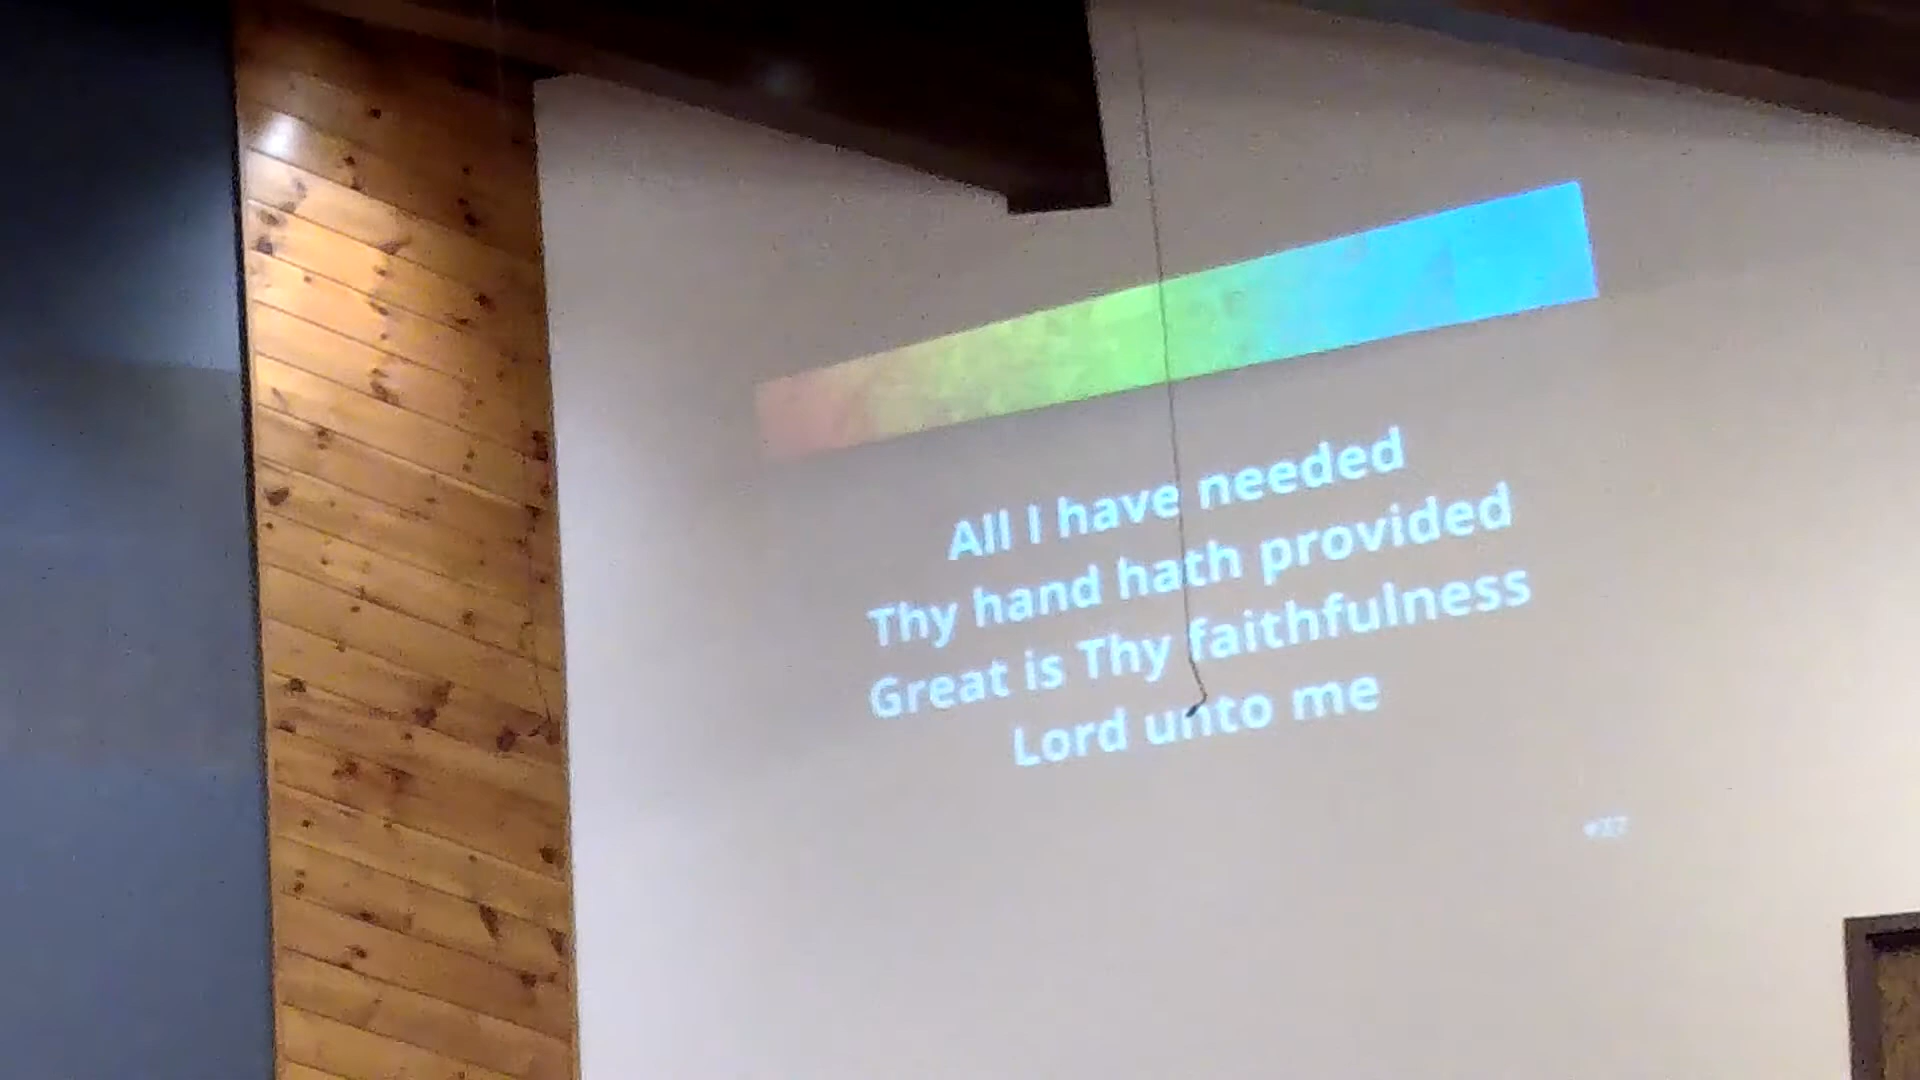 All I have needed
Thy hand hath provided
Great is Thy faithfulness
Lord unto me